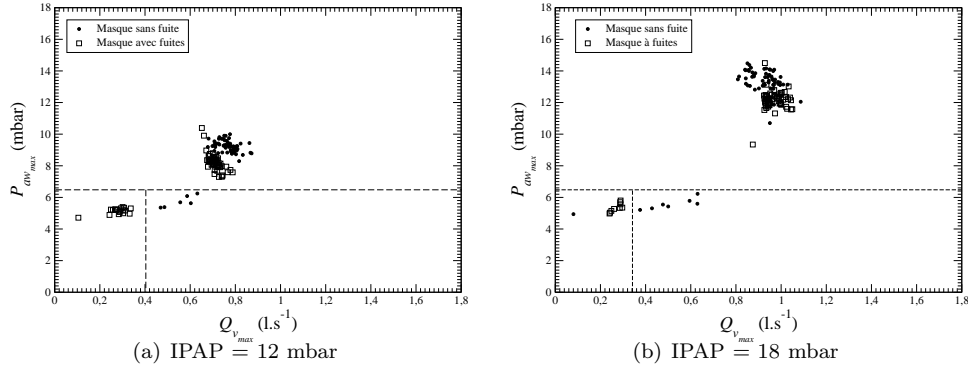 18
16
14
12
10
8
6
4
2
0
P_aw_max (mbar)
Masque sans fuite
Masque avec fuites
0 0,2 0,4 0,6 0,8 1 1,2 1,4 1,6 1,8
Q_v_max (l.s⁻¹)
(a) IPAP = 12 mbar
18
16
14
12
10
8
6
4
2
0
P_aw_max (mbar)
Masque sans fuite
Masque à fuites
0 0,2 0,4 0,6 0,8 1 1,2 1,4 1,6 1,8
Q_v_max (l.s⁻¹)
(b) IPAP = 18 mbar